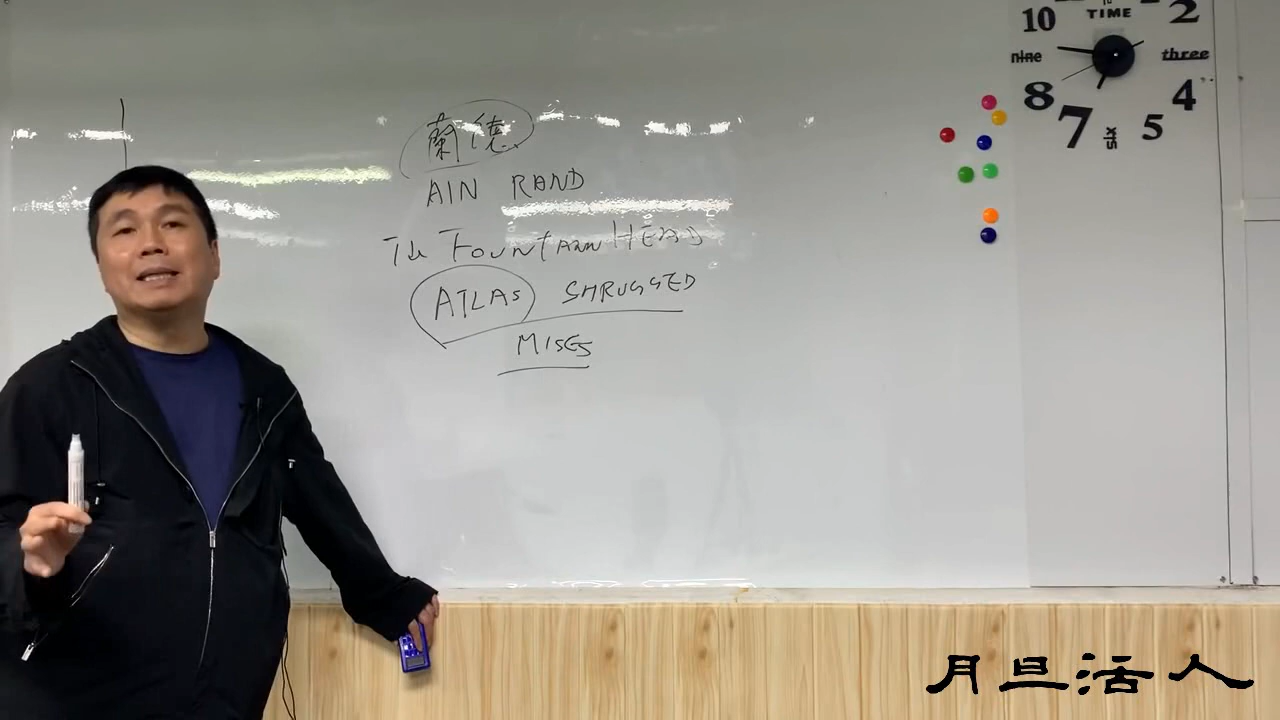 蘭德
AIN RAND
The FOUNTAINHEAD
ATLAS SHRUGGED
MISES
TIME
10 2
nine three
8 4
7 six 5
月旦活人